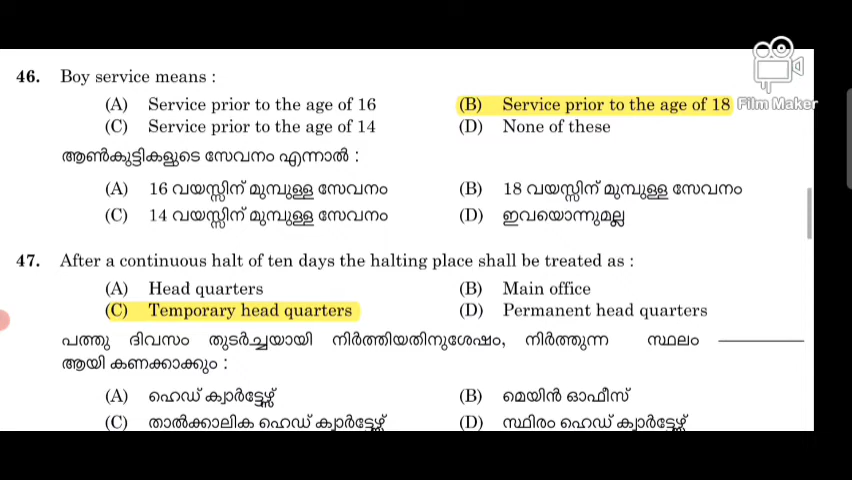 46. Boy service means :
(A) Service prior to the age of 16 (B) Service prior to the age of 18
Film Maker
(C) Service prior to the age of 14 (D) None of these
ആൺകുട്ടികളുടെ സേവനം എന്നാൽ :
(A) 16 വയസ്സിന് മുമ്പുള്ള സേവനം (B) 18 വയസ്സിന് മുമ്പുള്ള സേവനം
(C) 14 വയസ്സിന് മുമ്പുള്ള സേവനം (D) ഇവയൊന്നുമല്ല
47. After a continuous halt of ten days the halting place shall be treated as :
(A) Head quarters (B) Main office
(C) Temporary head quarters (D) Permanent head quarters
പത്തു ദിവസം തുടർച്ചയായി നിർത്തിയതിനുശേഷം, നിർത്തുന്ന സ്ഥലം ________
ആയി കണക്കാക്കും :
(A) ഹെഡ് ക്വാർട്ടേഴ്സ് (B) മെയിൻ ഓഫീസ്
(C) താൽക്കാലിക ഹെഡ് ക്വാർട്ടേഴ്സ് (D) സ്ഥിരം ഹെഡ് ക്വാർട്ടേഴ്സ്